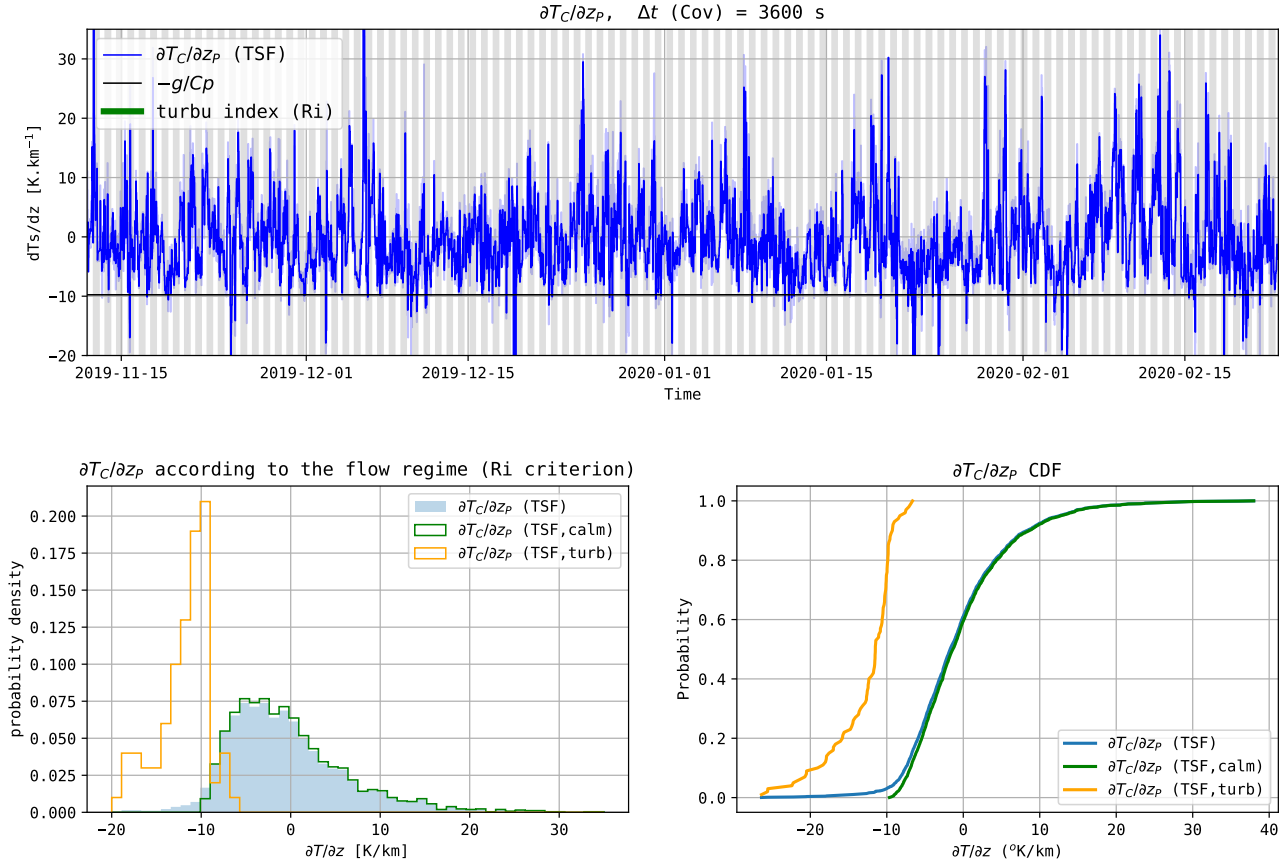 ∂T_C/∂z_P, Δt (Cov) = 3600 s
∂T_C/∂z_P (TSF)
−g/Cp
turbu index (Ri)
dTs/dz [K.km⁻¹]
30
20
10
0
−10
−20
2019-11-15 2019-12-01 2019-12-15 2020-01-01 2020-01-15 2020-02-01 2020-02-15
Time
∂T_C/∂z_P according to the flow regime (Ri criterion)
∂T_C/∂z_P (TSF)
∂T_C/∂z_P (TSF,calm)
∂T_C/∂z_P (TSF,turb)
probability density
0.200
0.175
0.150
0.125
0.100
0.075
0.050
0.025
0.000
−20 −10 0 10 20 30
∂T/∂z [K/km]
∂T_C/∂z_P CDF
Probability
1.0
0.8
0.6
0.4
0.2
0.0
∂T_C/∂z_P (TSF)
∂T_C/∂z_P (TSF,calm)
∂T_C/∂z_P (TSF,turb)
−20 −10 0 10 20 30 40
∂T/∂z (°K/km)